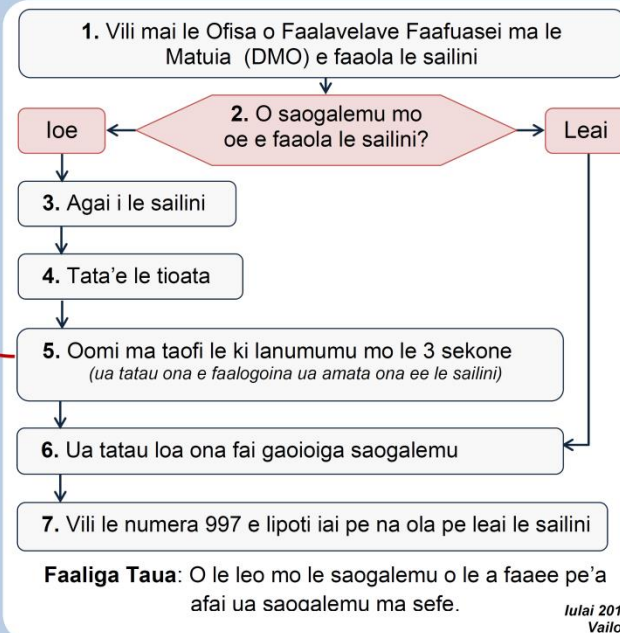 1. Vili mai le Ofisa o Faalavelave Faafuasei ma le
Matuia (DMO) e faaola le sailini
2. O saogalemu mo
oe e faaola le sailini?
Ioe
Leai
3. Agai i le sailini
4. Tata'e le tioata
5. Oomi ma taofi le ki lanumumu mo le 3 sekone
(ua tatau ona e faalogoina ua amata ona ee le sailini)
6. Ua tatau loa ona fai gaoioiga saogalemu
7. Vili le numera 997 e lipoti iai pe na ola pe leai le sailini
Faaliga Taua: O le leo mo le saogalemu o le a faaee pe'a
afai ua saogalemu ma sefe.
Iulai 201
Vailo